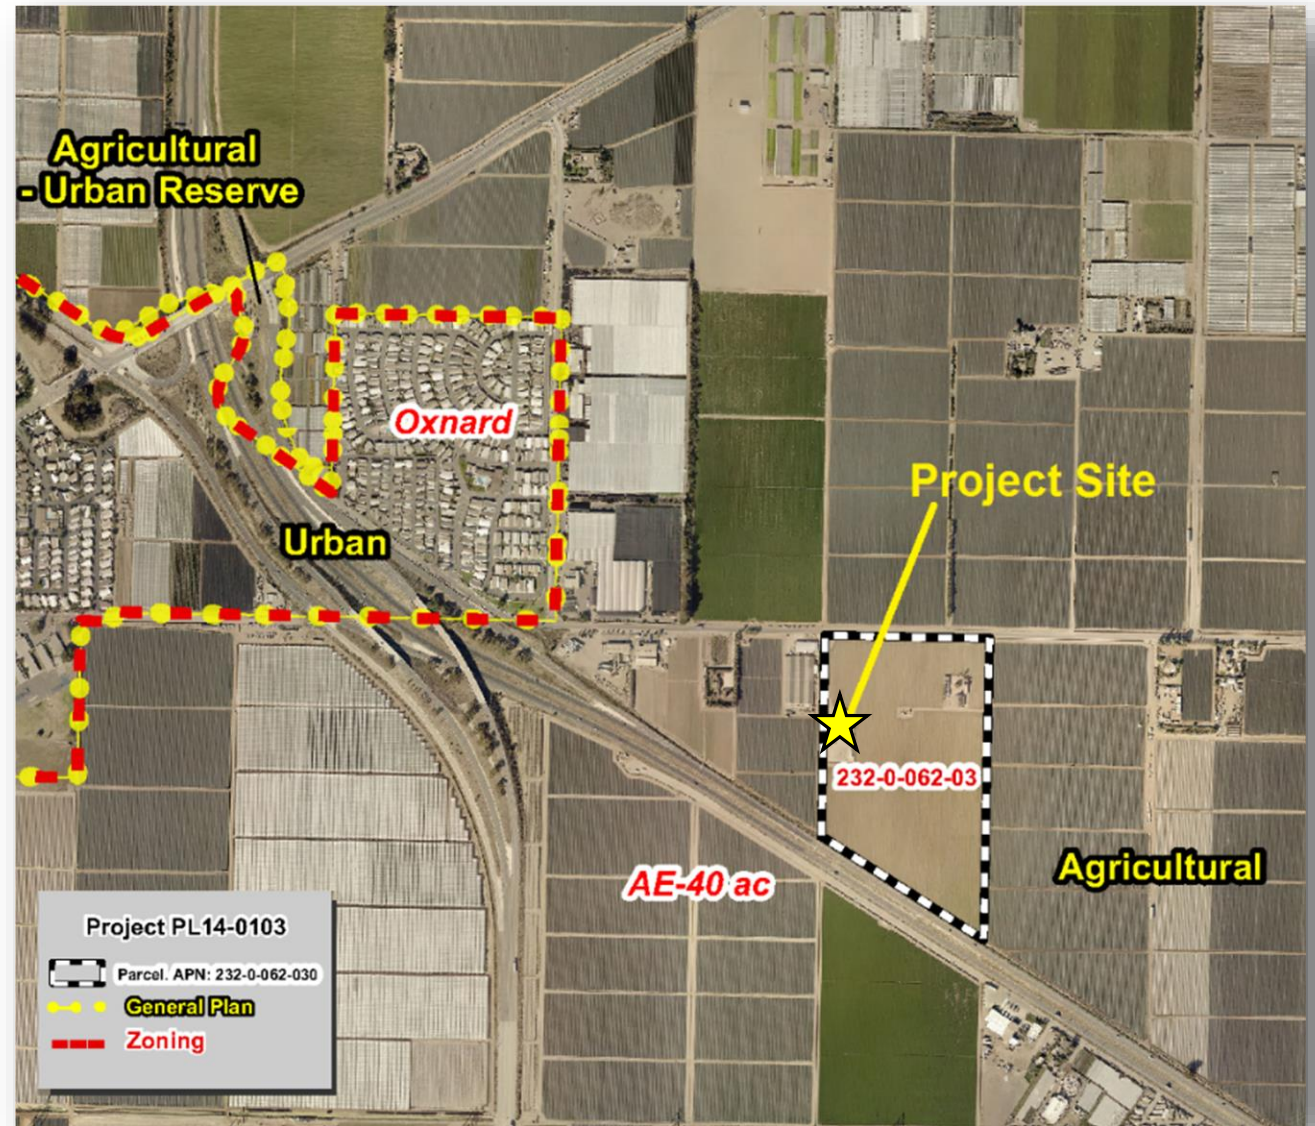 Agricultural
- Urban Reserve
Oxnard
Project Site
Urban
232-0-062-03
Agricultural
AE-40 ac
Project PL14-0103
Parcel. APN: 232-0-062-030
General Plan
Zoning